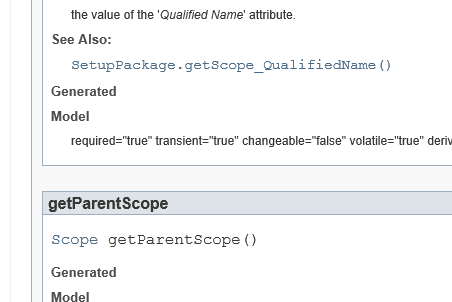 the value of the 'Qualified Name' attribute.
See Also:
SetupPackage.getScope_QualifiedName()
Generated
Model
required="true" transient="true" changeable="false" volatile="true" deriv
getParentScope
Scope getParentScope()
Generated
Model